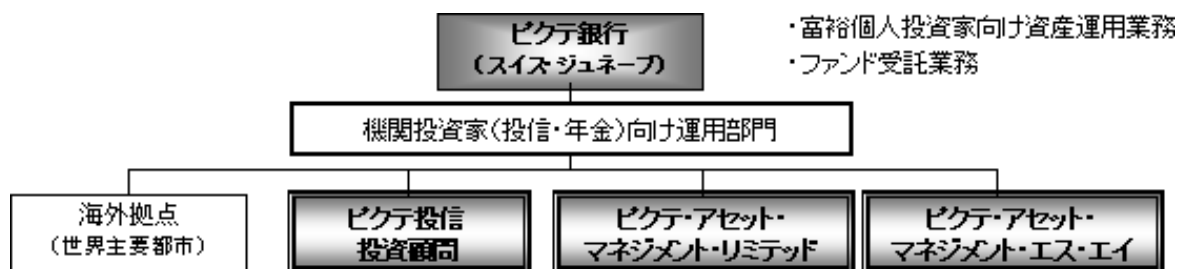 ピクテ銀行
(スイス・ジュネーブ)
・富裕個人投資家向け資産運用業務
・ファンド受託業務
機関投資家(投信・年金)向け運用部門
海外拠点
(世界主要都市)
ピクテ投信
投資顧問
ピクテ・アセット・
マネジメント・リミテッド
ピクテ・アセット・
マネジメント・エス・エイ